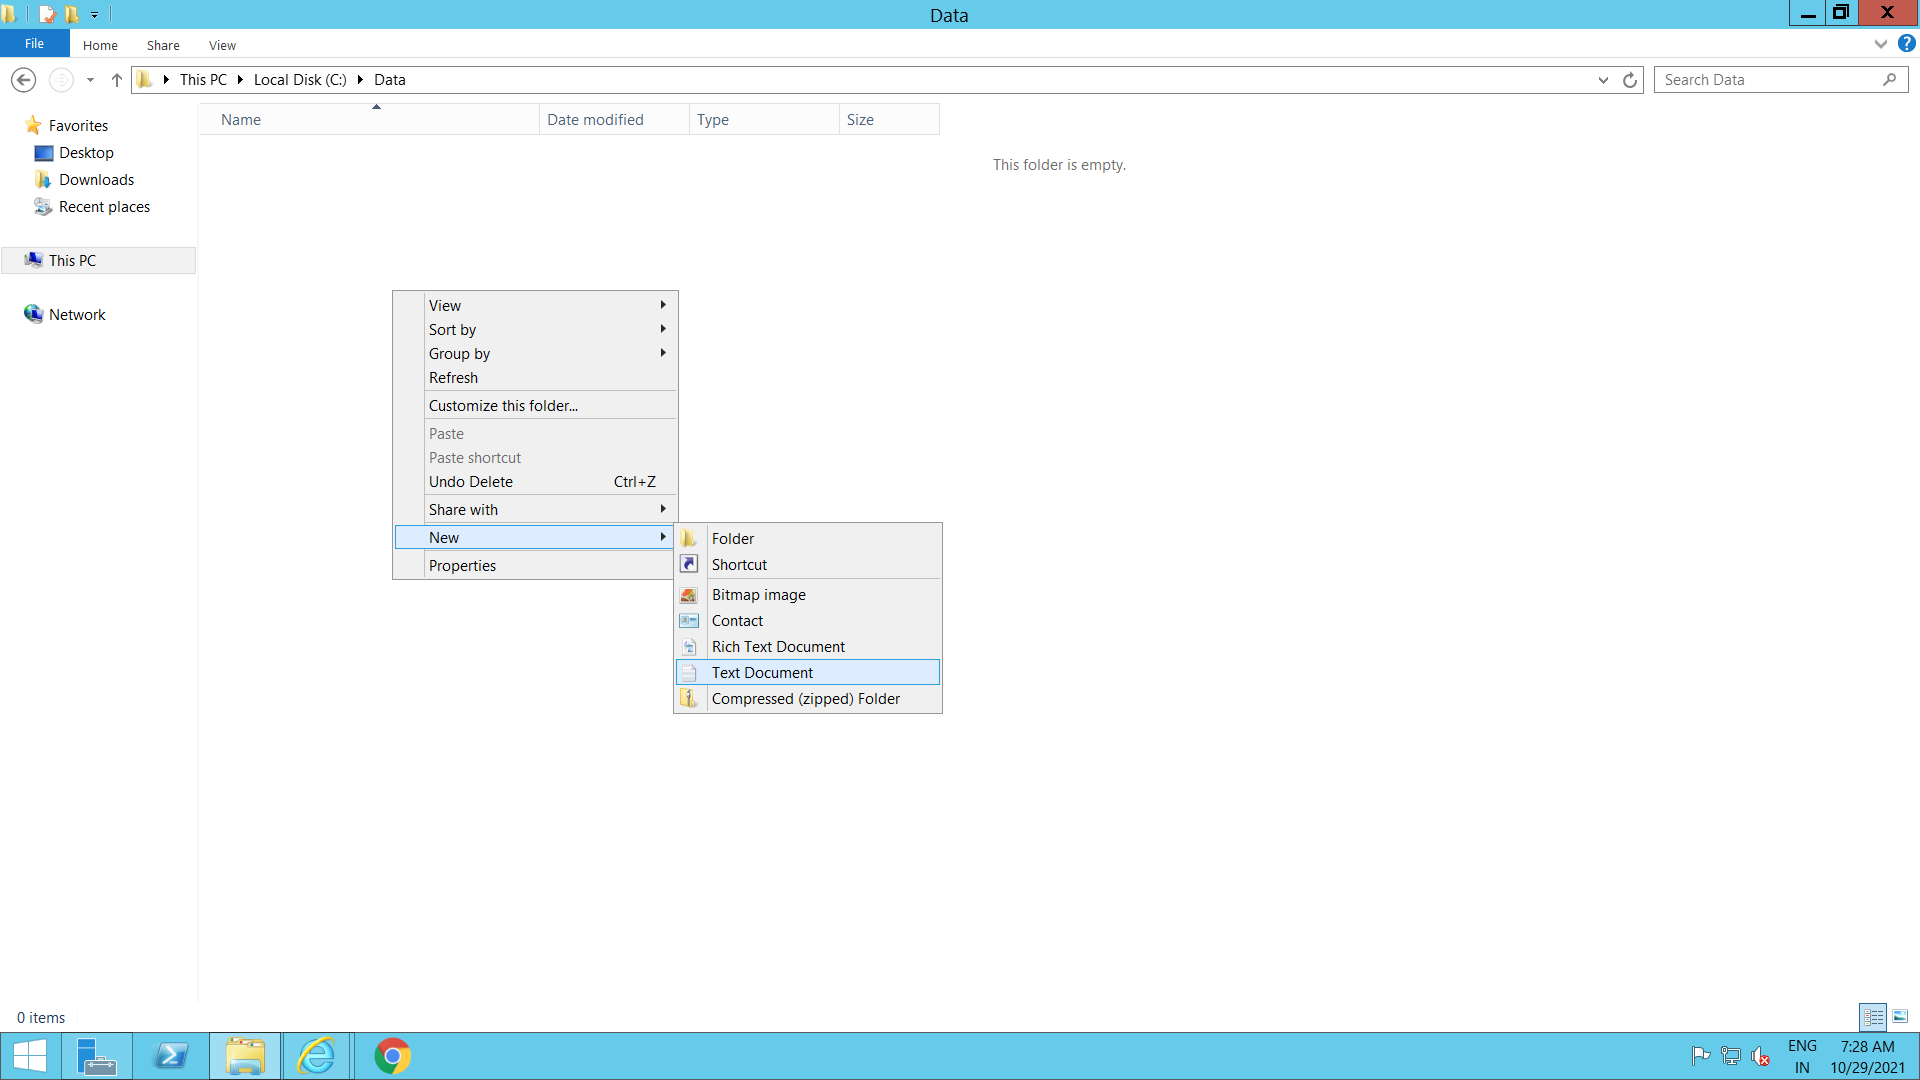 Data
File Home Share View
This PC Local Disk (C:) Data
Search Data
Name Date modified Type Size
This folder is empty.
Favorites
Desktop
Downloads
Recent places
This PC
Network
View
Sort by
Group by
Refresh
Customize this folder...
Paste
Paste shortcut
Undo Delete Ctrl+Z
Share with
New
Properties
Folder
Shortcut
Bitmap image
Contact
Rich Text Document
Text Document
Compressed (zipped) Folder
0 items
ENG 7:28 AM
IN 10/29/2021